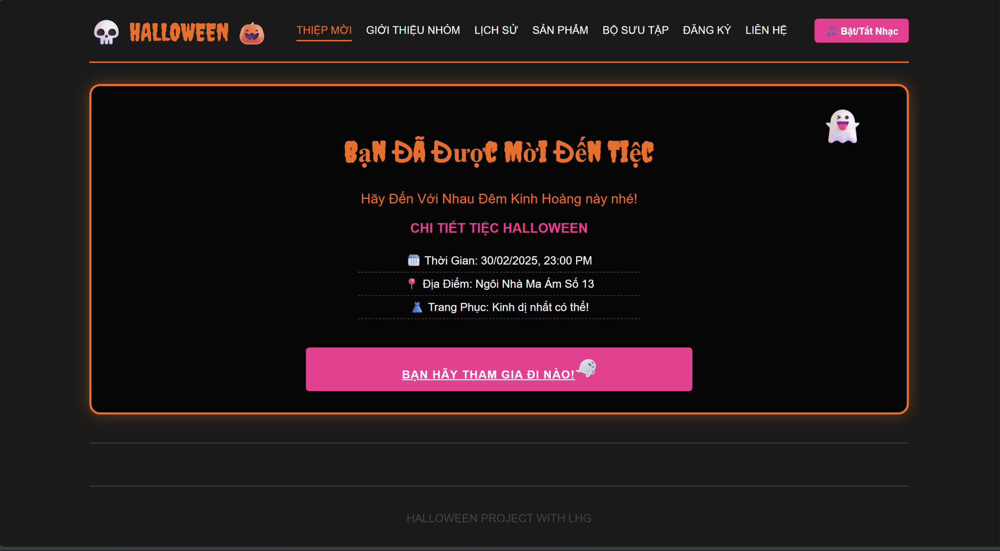 HALLOWEEN
THIỆP MỜI GIỚI THIỆU NHÓM LỊCH SỬ SẢN PHẨM BỘ SƯU TẬP ĐĂNG KÝ LIÊN HỆ
Bật/Tắt Nhạc
Bạn Đã Được Mời Đến Tiệc
Hãy Đến Với Nhau Đêm Kinh Hoàng này nhé!
CHI TIẾT TIỆC HALLOWEEN
Thời Gian: 30/02/2025, 23:00 PM
Địa Điểm: Ngôi Nhà Ma Ám Số 13
Trang Phục: Kinh dị nhất có thể!
BẠN HÃY THAM GIA ĐI NÀO!
HALLOWEEN PROJECT WITH LHG